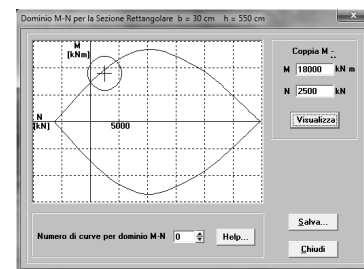 Dominio M-N per la Sezione Rettangolare b = 30 cm h = 550 cm
M
[kNm]
N
[kN]
5000
Coppia M -
M 18000 kN m
N 2500 kN
Visualizza
Numero di curve per dominio M-N 0 Help...
Salva...
Chiudi